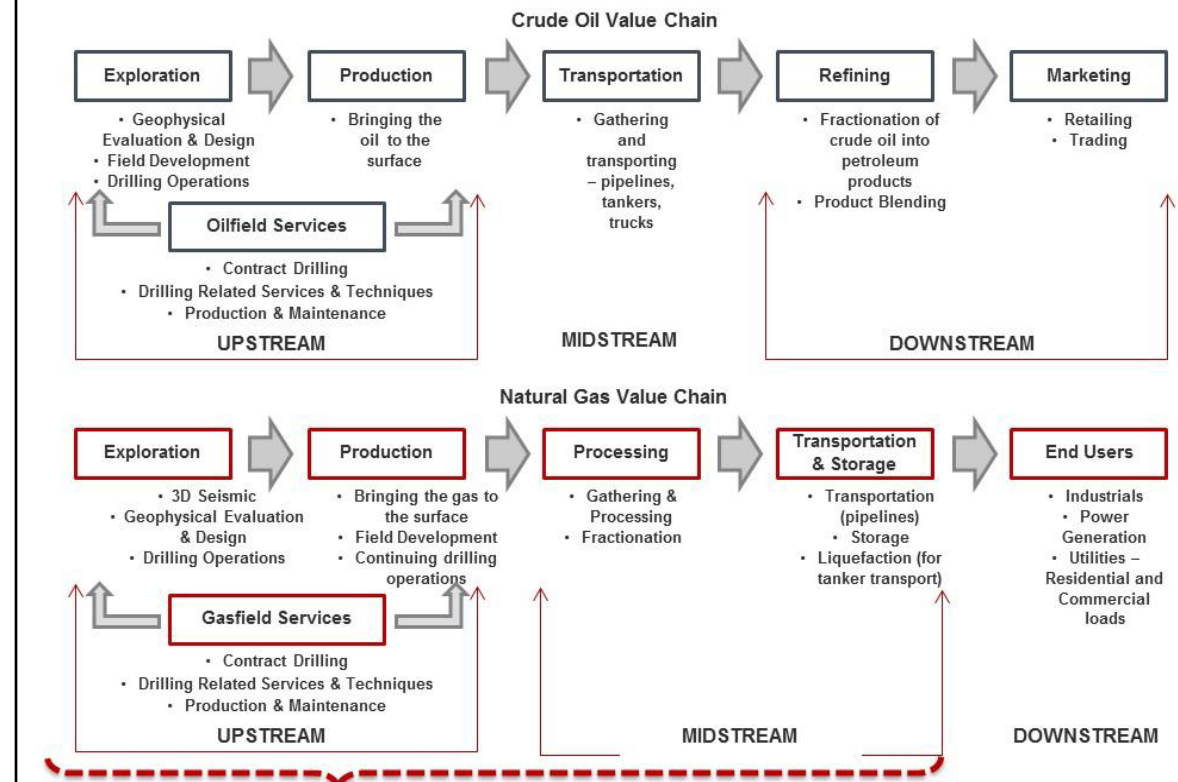 Crude Oil Value Chain
Exploration
Production
Transportation
Refining
Marketing
• Geophysical
Evaluation & Design
• Field Development
• Drilling Operations
• Bringing the
oil to the
surface
• Gathering
and
transporting
– pipelines,
tankers,
trucks
• Fractionation of
crude oil into
petroleum
products
• Product Blending
• Retailing
• Trading
Oilfield Services
• Contract Drilling
• Drilling Related Services & Techniques
• Production & Maintenance
UPSTREAM
MIDSTREAM
DOWNSTREAM
Natural Gas Value Chain
Exploration
Production
Processing
Transportation
& Storage
End Users
• 3D Seismic
• Geophysical Evaluation
& Design
• Drilling Operations
• Bringing the gas to
the surface
• Field Development
• Continuing drilling
operations
• Gathering &
Processing
• Fractionation
• Transportation
(pipelines)
• Storage
• Liquefaction (for
tanker transport)
• Industrials
• Power
Generation
• Utilities –
Residential and
Commercial
loads
Gasfield Services
• Contract Drilling
• Drilling Related Services & Techniques
• Production & Maintenance
UPSTREAM
MIDSTREAM
DOWNSTREAM